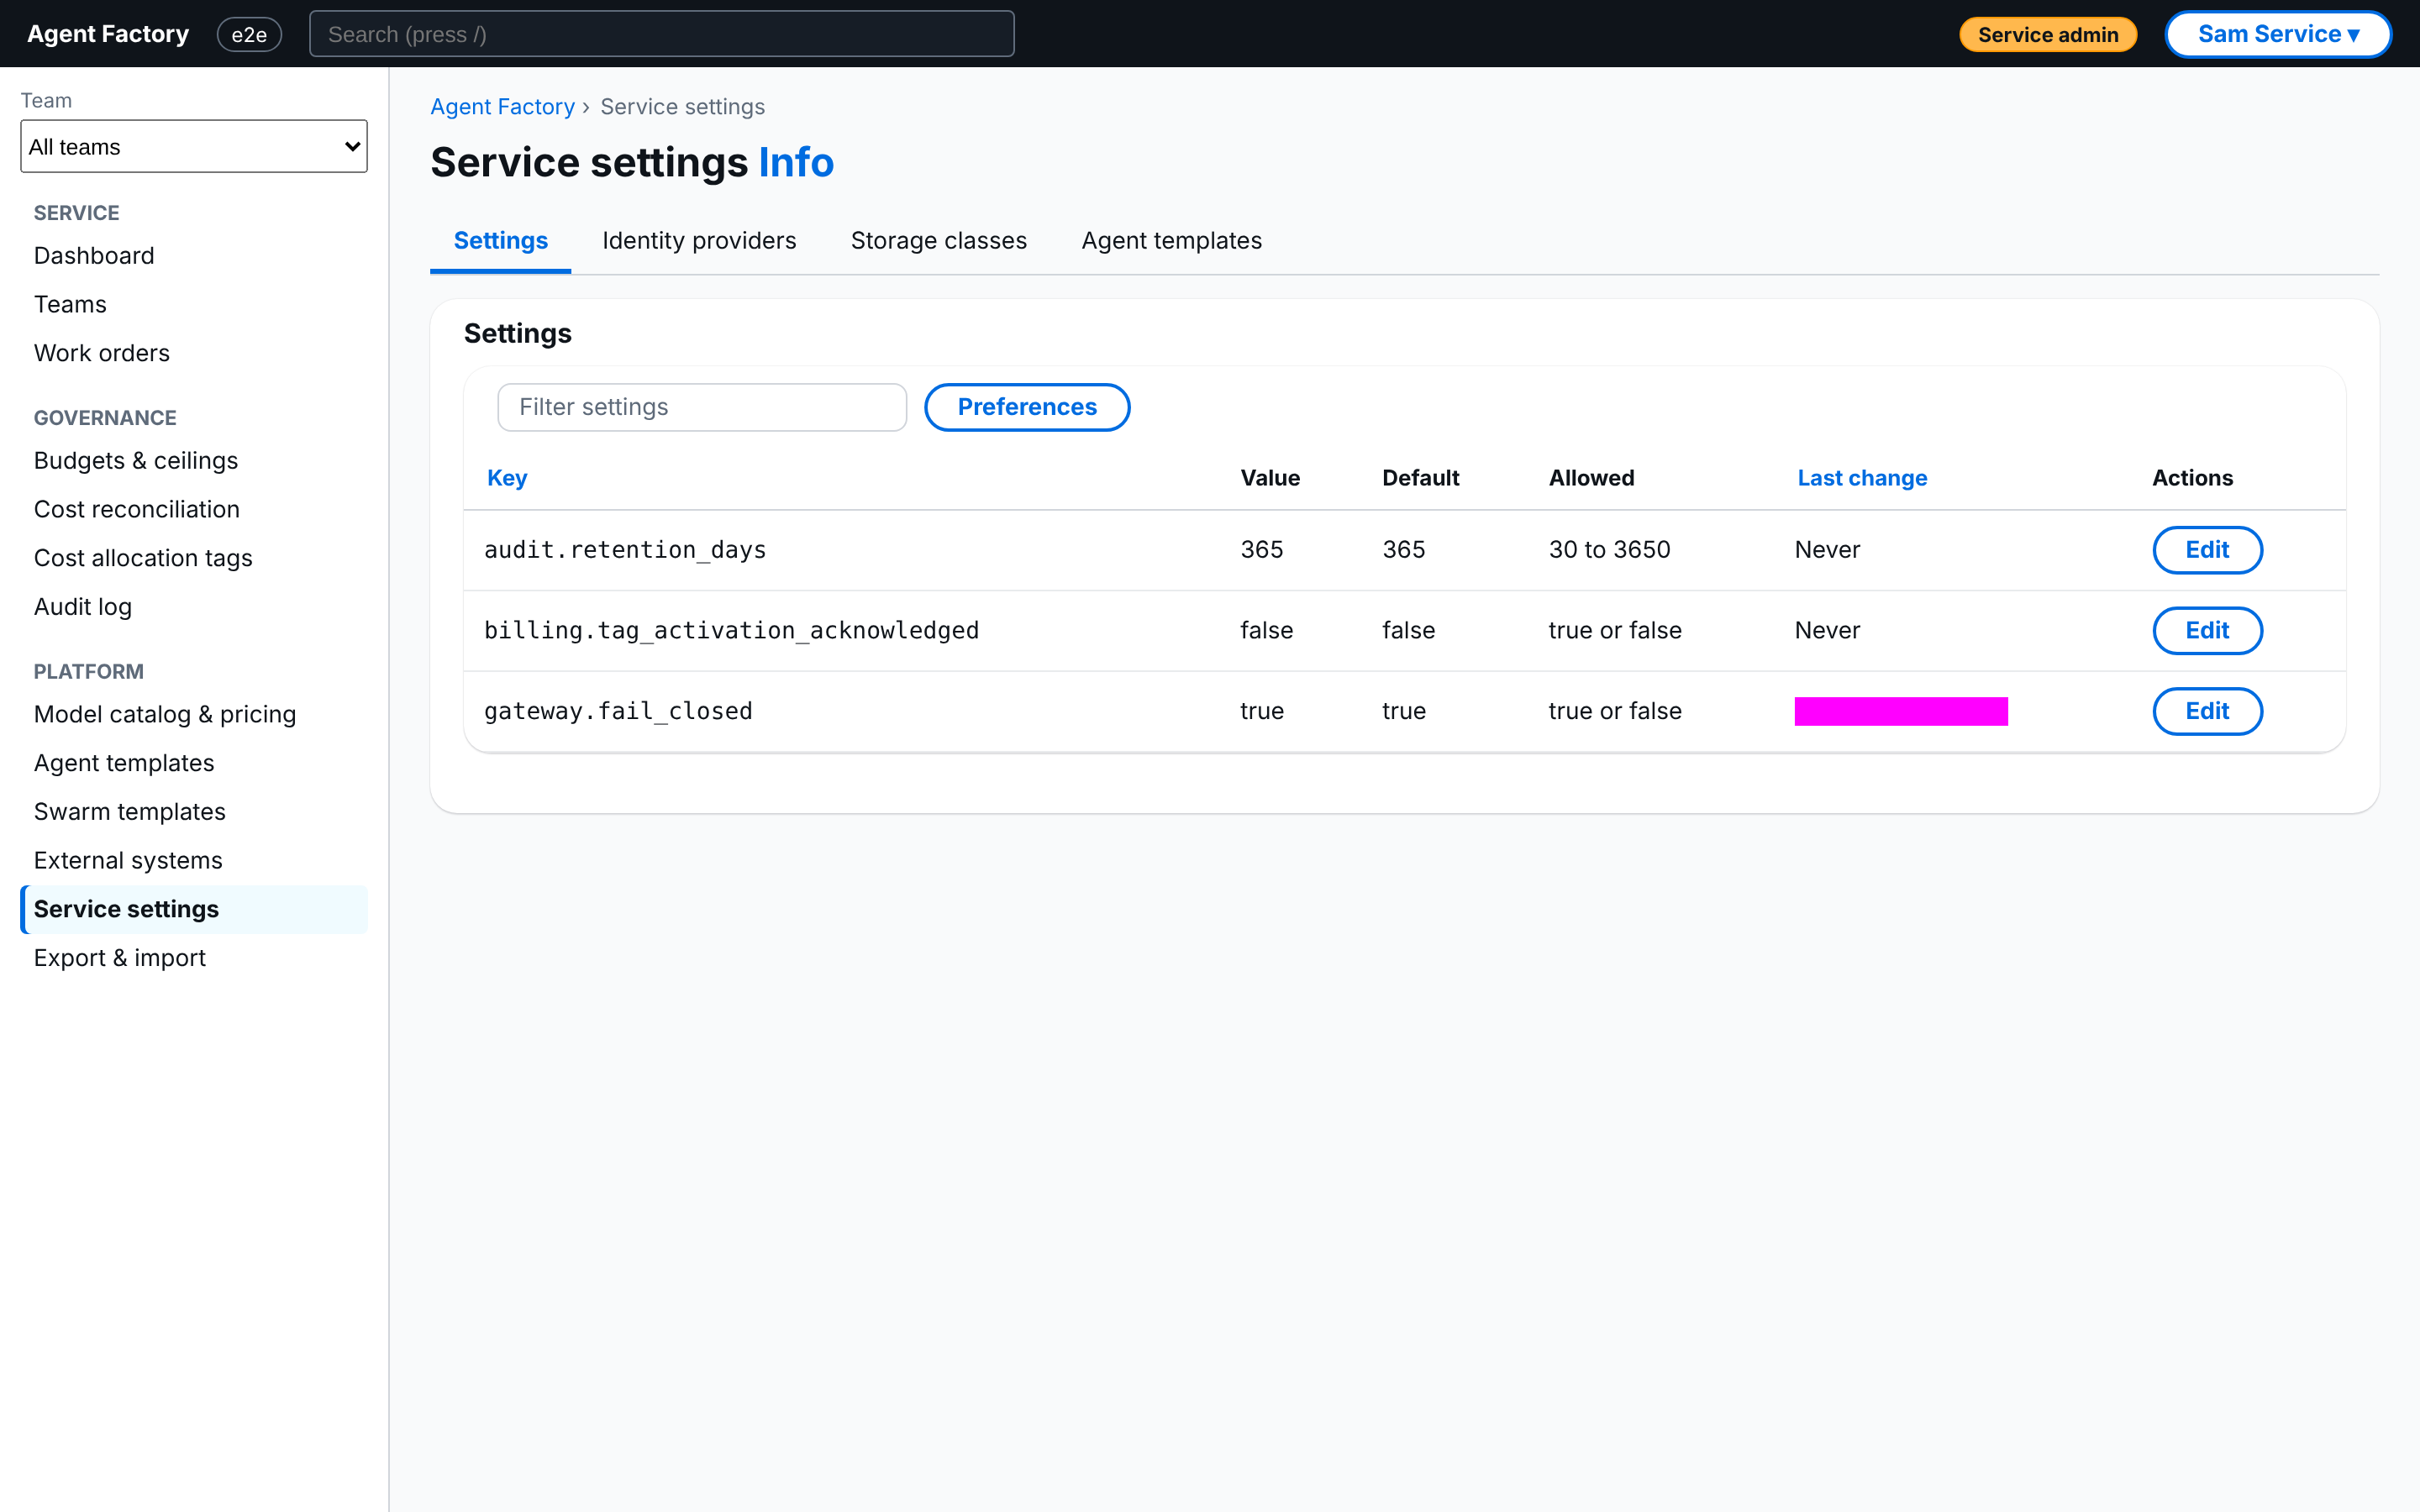 Agent Factory
e2e
Search (press /)
Service admin
Sam Service ▾
Team
All teams
SERVICE
Dashboard
Teams
Work orders
GOVERNANCE
Budgets & ceilings
Cost reconciliation
Cost allocation tags
Audit log
PLATFORM
Model catalog & pricing
Agent templates
Swarm templates
External systems
Service settings
Export & import
Agent Factory › Service settings
Service settings Info
Settings Identity providers Storage classes Agent templates
Settings
Filter settings Preferences
Key Value Default Allowed Last change Actions
audit.retention_days 365 365 30 to 3650 Never Edit
billing.tag_activation_acknowledged false false true or false Never Edit
gateway.fail_closed true true true or false Edit